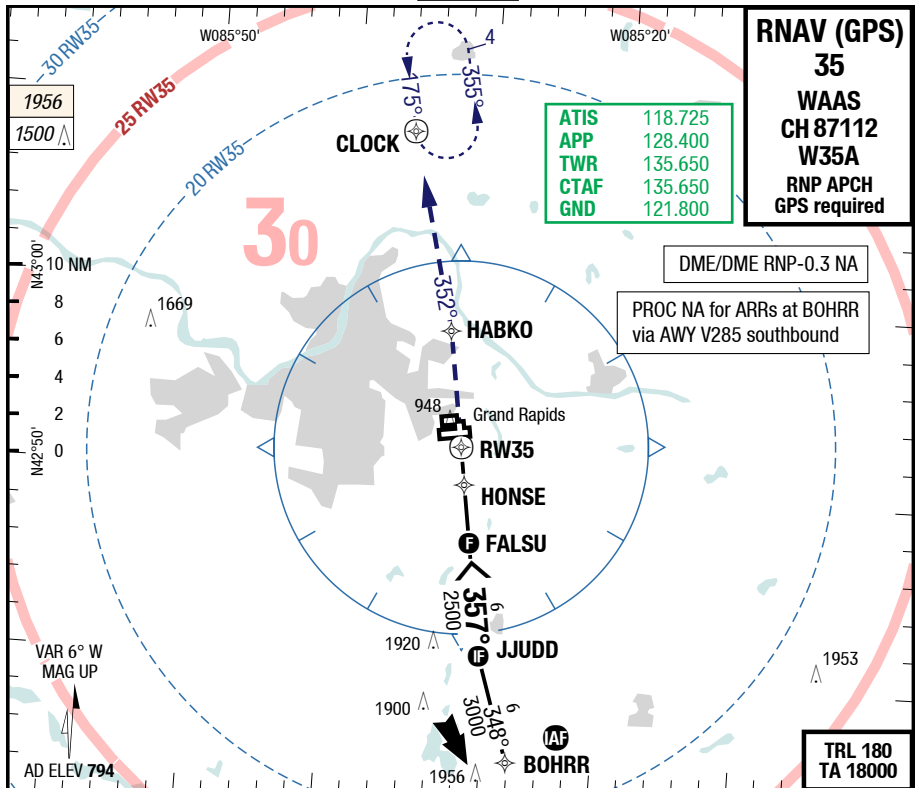 W085°50'
W085°20'
30 RW35
25 RW35
20 RW35
1956
1500
RNAV (GPS)
35
WAAS
CH 87112
W35A
RNP APCH
GPS required
4
175°
355°
CLOCK
ATIS 118.725
APP 128.400
TWR 135.650
CTAF 135.650
GND 121.800
30
DME/DME RNP-0.3 NA
PROC NA for ARRs at BOHRR
via AWY V285 southbound
N43°00'
10 NM
8
6
4
2
0
N42°50'
1669
352°
HABKO
948
Grand Rapids
RW35
HONSE
F FALSU
357°
2500
6
1920
IF JJUDD
1953
VAR 6° W
MAG UP
1900
348°
3000
6
IAF
BOHRR
1956
AD ELEV 794
TRL 180
TA 18000